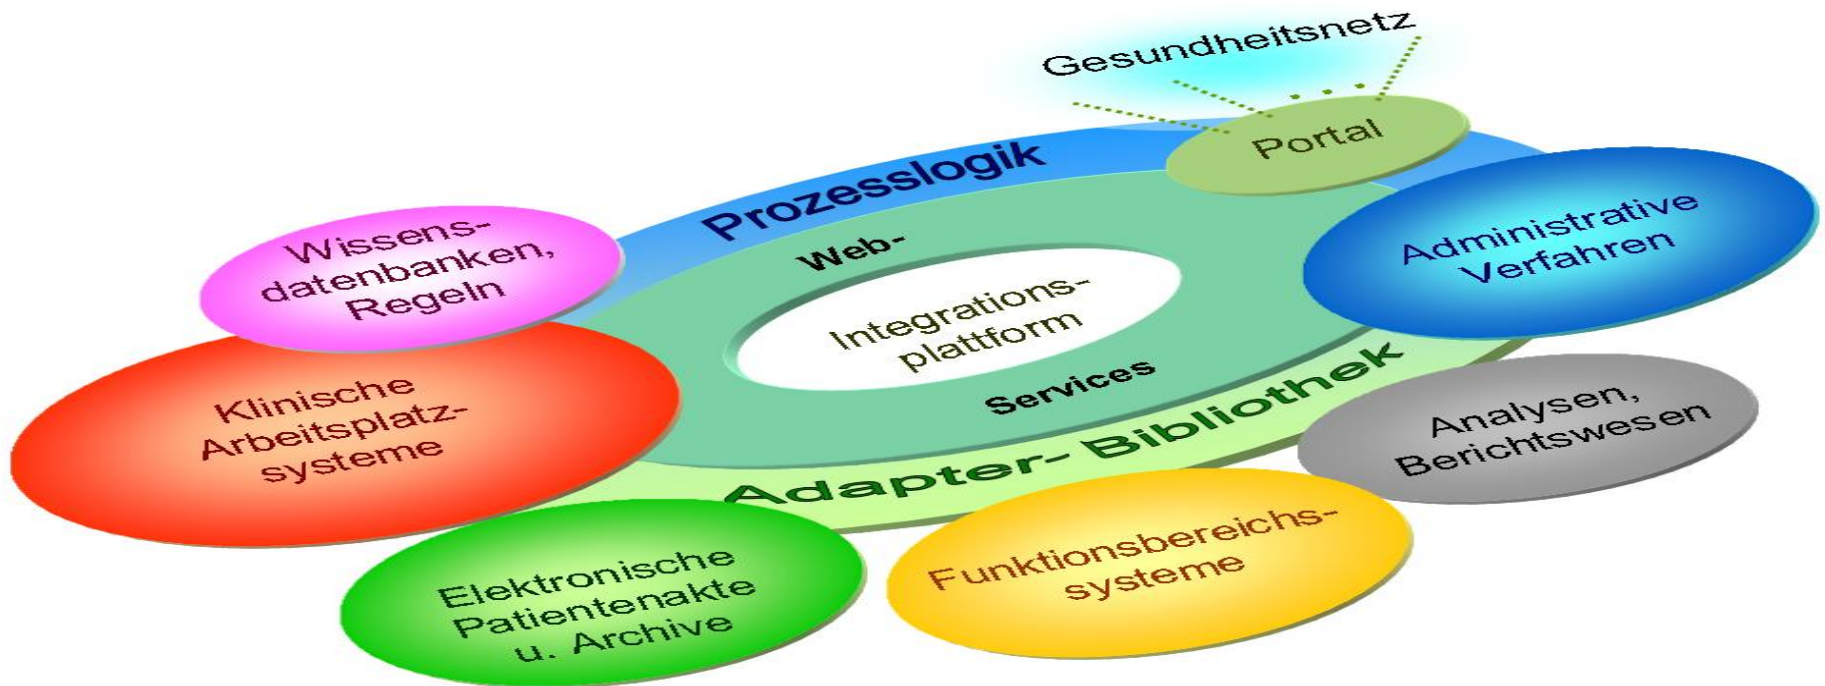 Gesundheitsnetz
Portal
Prozesslogik
Web-
Services
Integrations-
plattform
Adapter- Bibliothek
Wissens-
datenbanken,
Regeln
Klinische
Arbeitsplatz-
systeme
Elektronische
Patientenakte
u. Archive
Funktionsbereichs-
systeme
Analysen,
Berichtswesen
Administrative
Verfahren